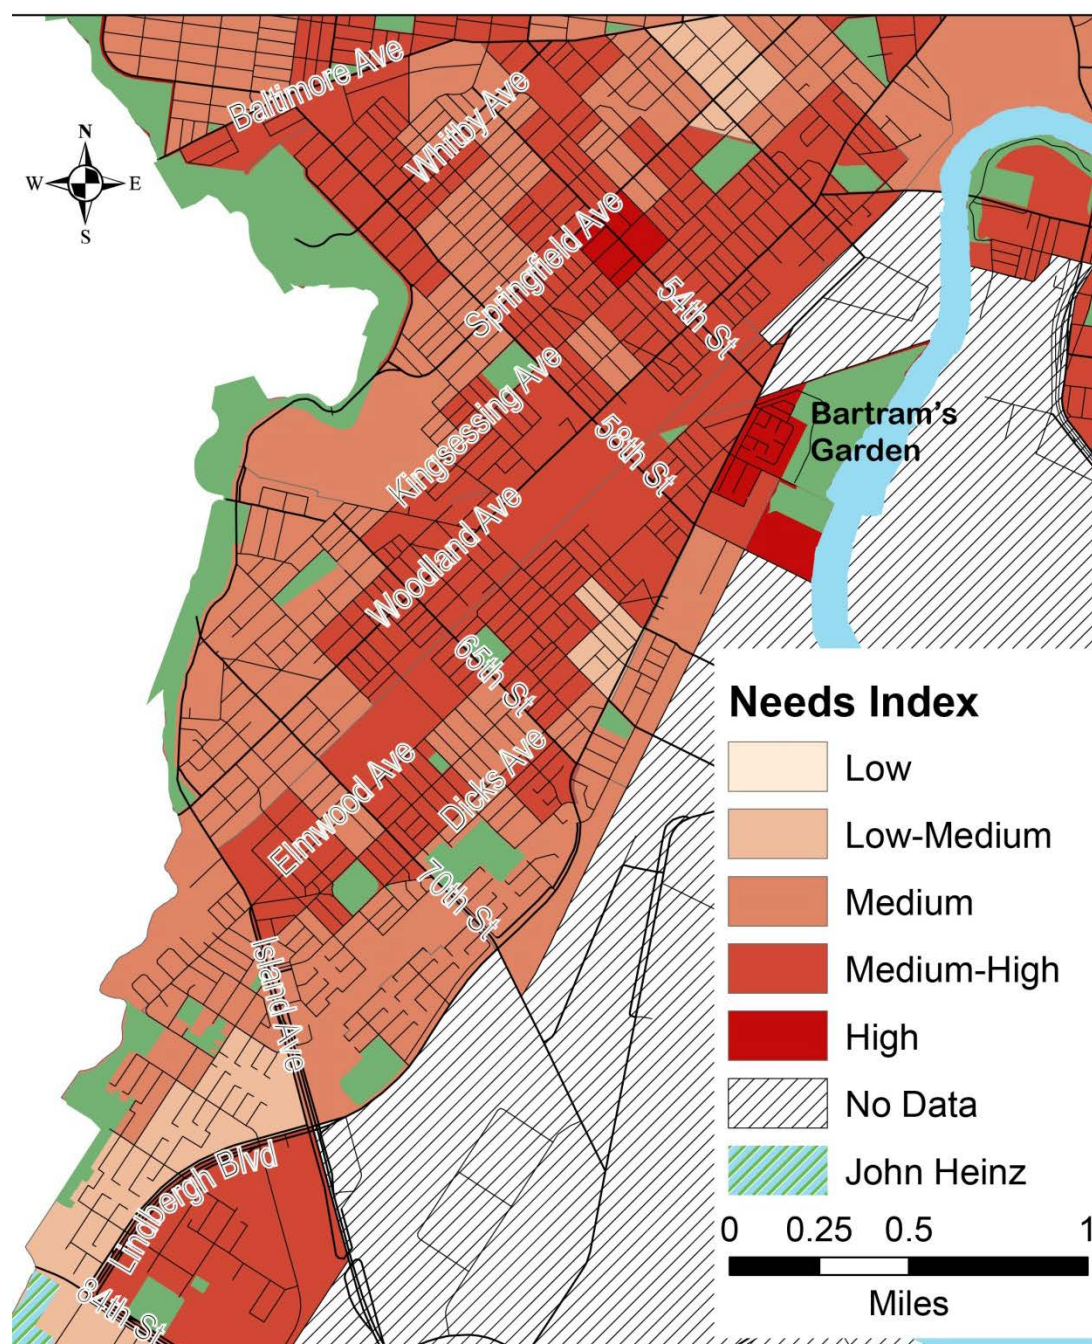 Baltimore Ave
Whitby Ave
N
W
E
S
Springfield Ave
54th St
Kingsessing Ave
58th St
Bartram's
Garden
Woodland Ave
65th St
Elmwood Ave
Dicks Ave
70th St
Island Ave
Lindbergh Blvd
84th St
Needs Index
Low
Low-Medium
Medium
Medium-High
High
No Data
John Heinz
0 0.25 0.5 1
Miles